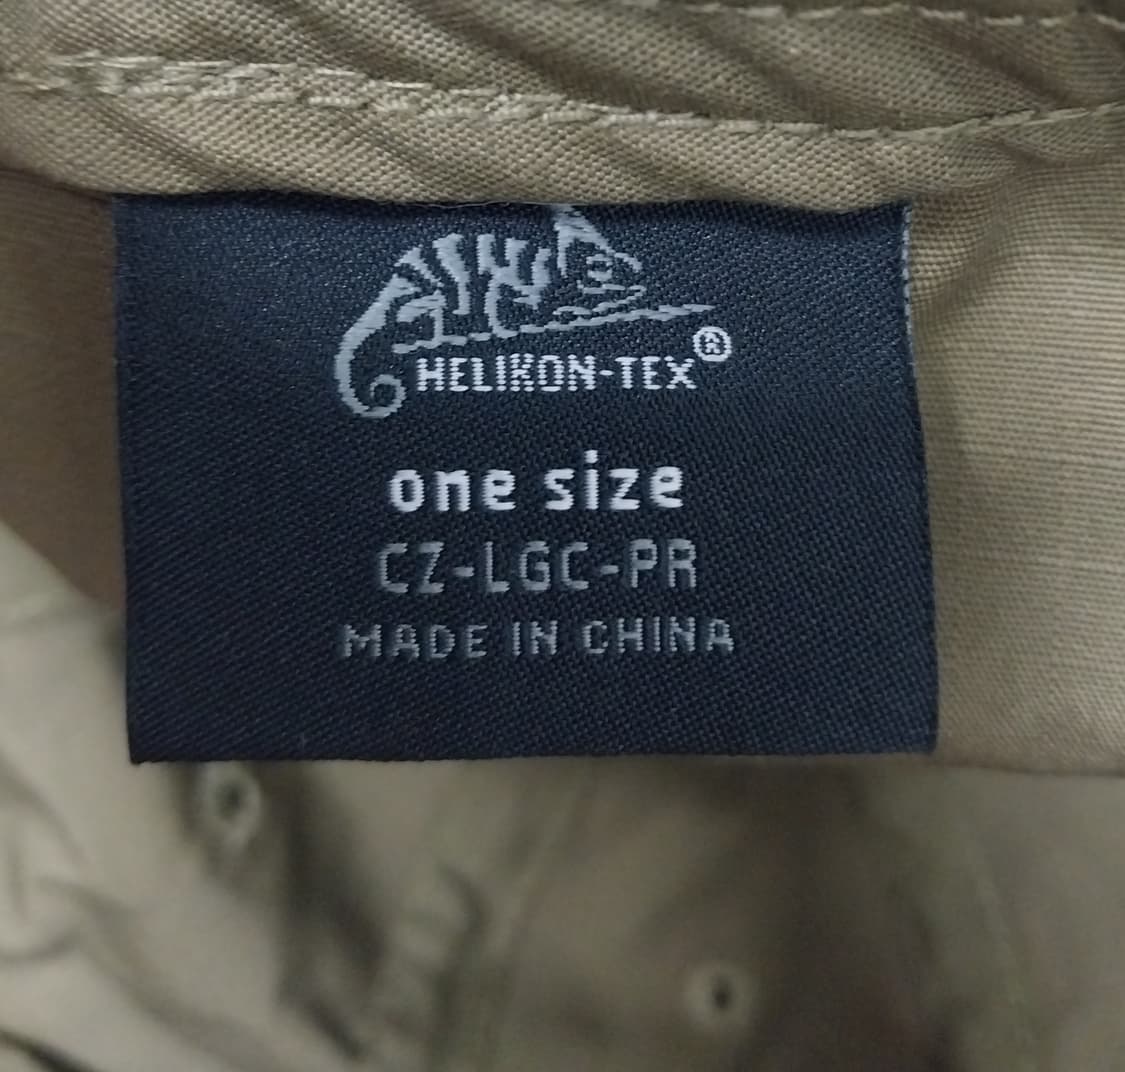 HELIKON-TEX®
one size
CZ-LGC-PR
MADE IN CHINA